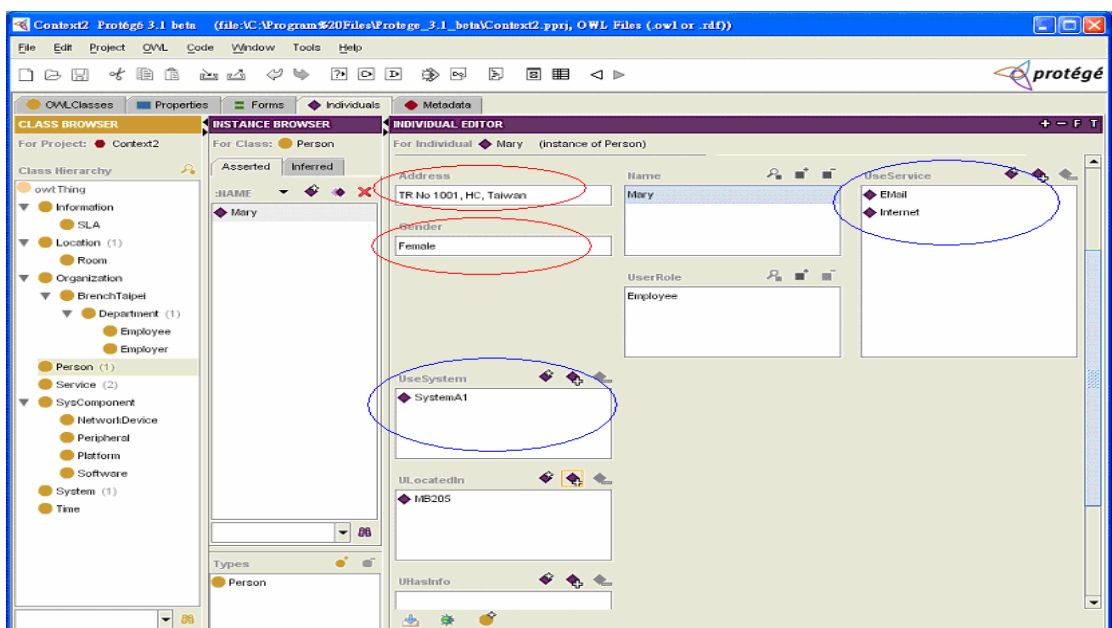 Context2 Protégé 3.1 beta (file:\C:\Program%20Files\Protege_3.1_beta\Context2.pprj, OWL Files (.owl or .rdf))
File Edit Project OWL Code Window Tools Help
protégé
OWLClasses Properties Forms Individuals Metadata
CLASS BROWSER
For Project: Context2
Class Hierarchy
owl:Thing
Information
SLA
Location (1)
Room
Organization
BrenchTaipei
Department (1)
Employee
Employer
Person (1)
Service (2)
SysComponent
NetworkDevice
Peripheral
Platform
Software
System (1)
Time
INSTANCE BROWSER
For Class: Person
Asserted Inferred
:NAME
Mary
Types
Person
INDIVIDUAL EDITOR
+ − F T
For Individual Mary (instance of Person)
Address
TR No 1001, HC, Taiwan
Gender
Female
Name
Mary
UserRole
Employee
UseService
EMail
Internet
UseSystem
SystemA1
ULocatedIn
MB205
UHasInfo